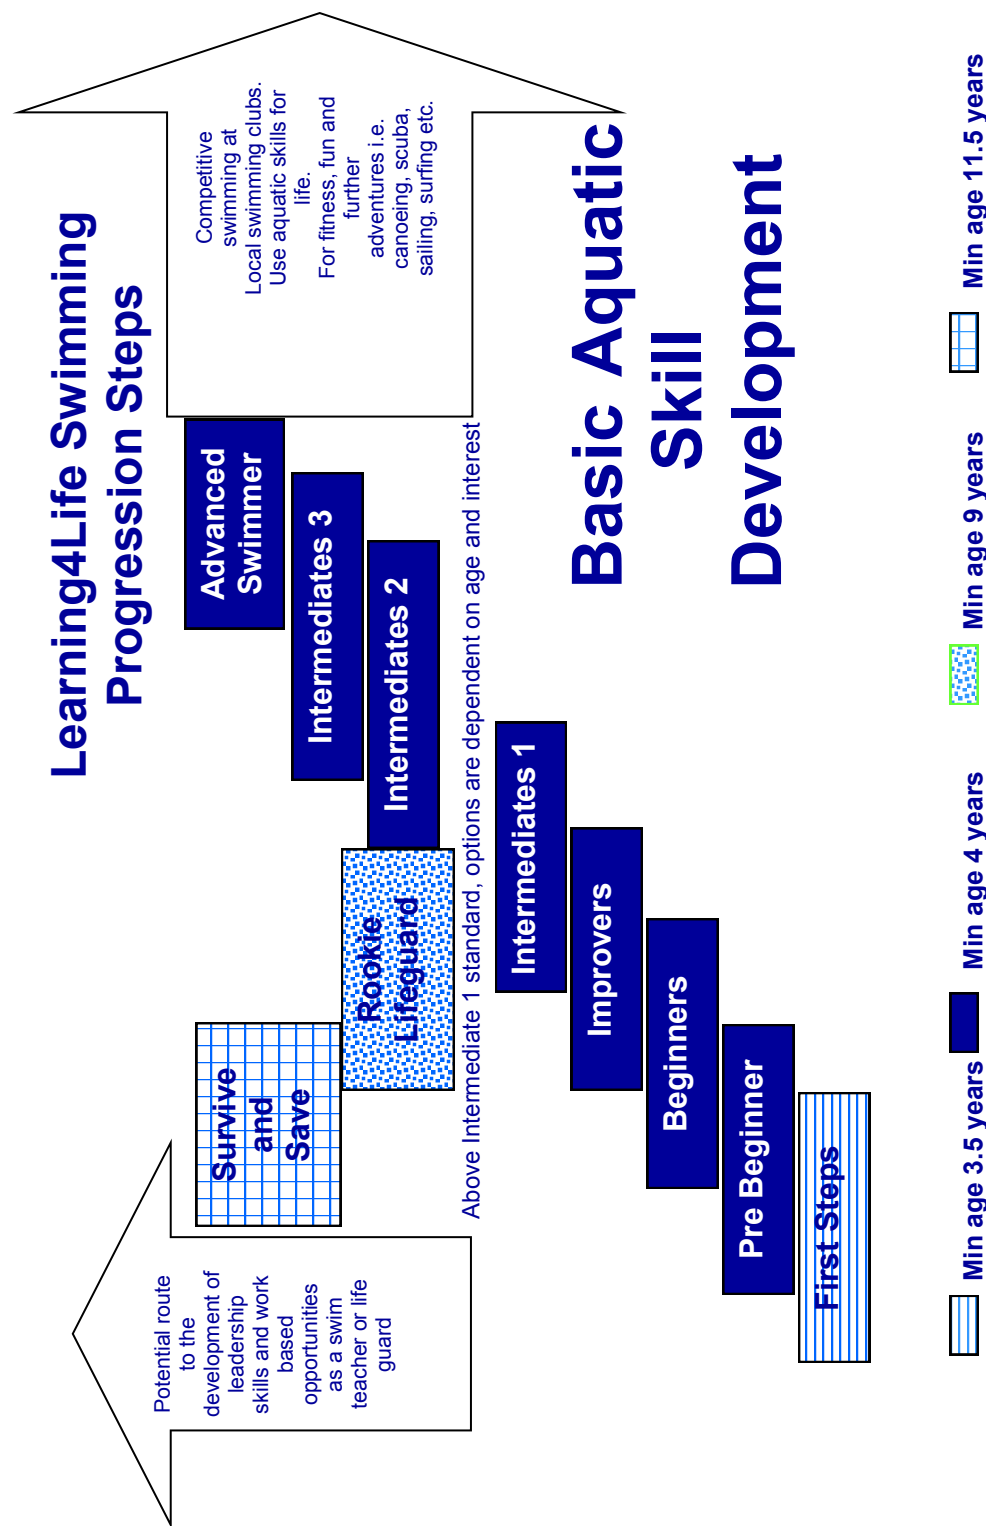 Learning4Life Swimming
Progression Steps
Potential route
to the
development of
leadership
skills and work
based
opportunities
as a swim
teacher or life
guard
Survive
and
Save
Rookie
Lifeguard
Advanced
Swimmer
Intermediates 3
Intermediates 2
Competitive
swimming at
Local swimming clubs.
Use aquatic skills for
life.
For fitness, fun and
further
adventures i.e.
canoeing, scuba,
sailing, surfing etc.
Above Intermediate 1 standard, options are dependent on age and interest
Intermediates 1
Improvers
Beginners
Pre Beginner
First Steps
Basic Aquatic
Skill
Development
Min age 3.5 years
Min age 4 years
Min age 9 years
Min age 11.5 years